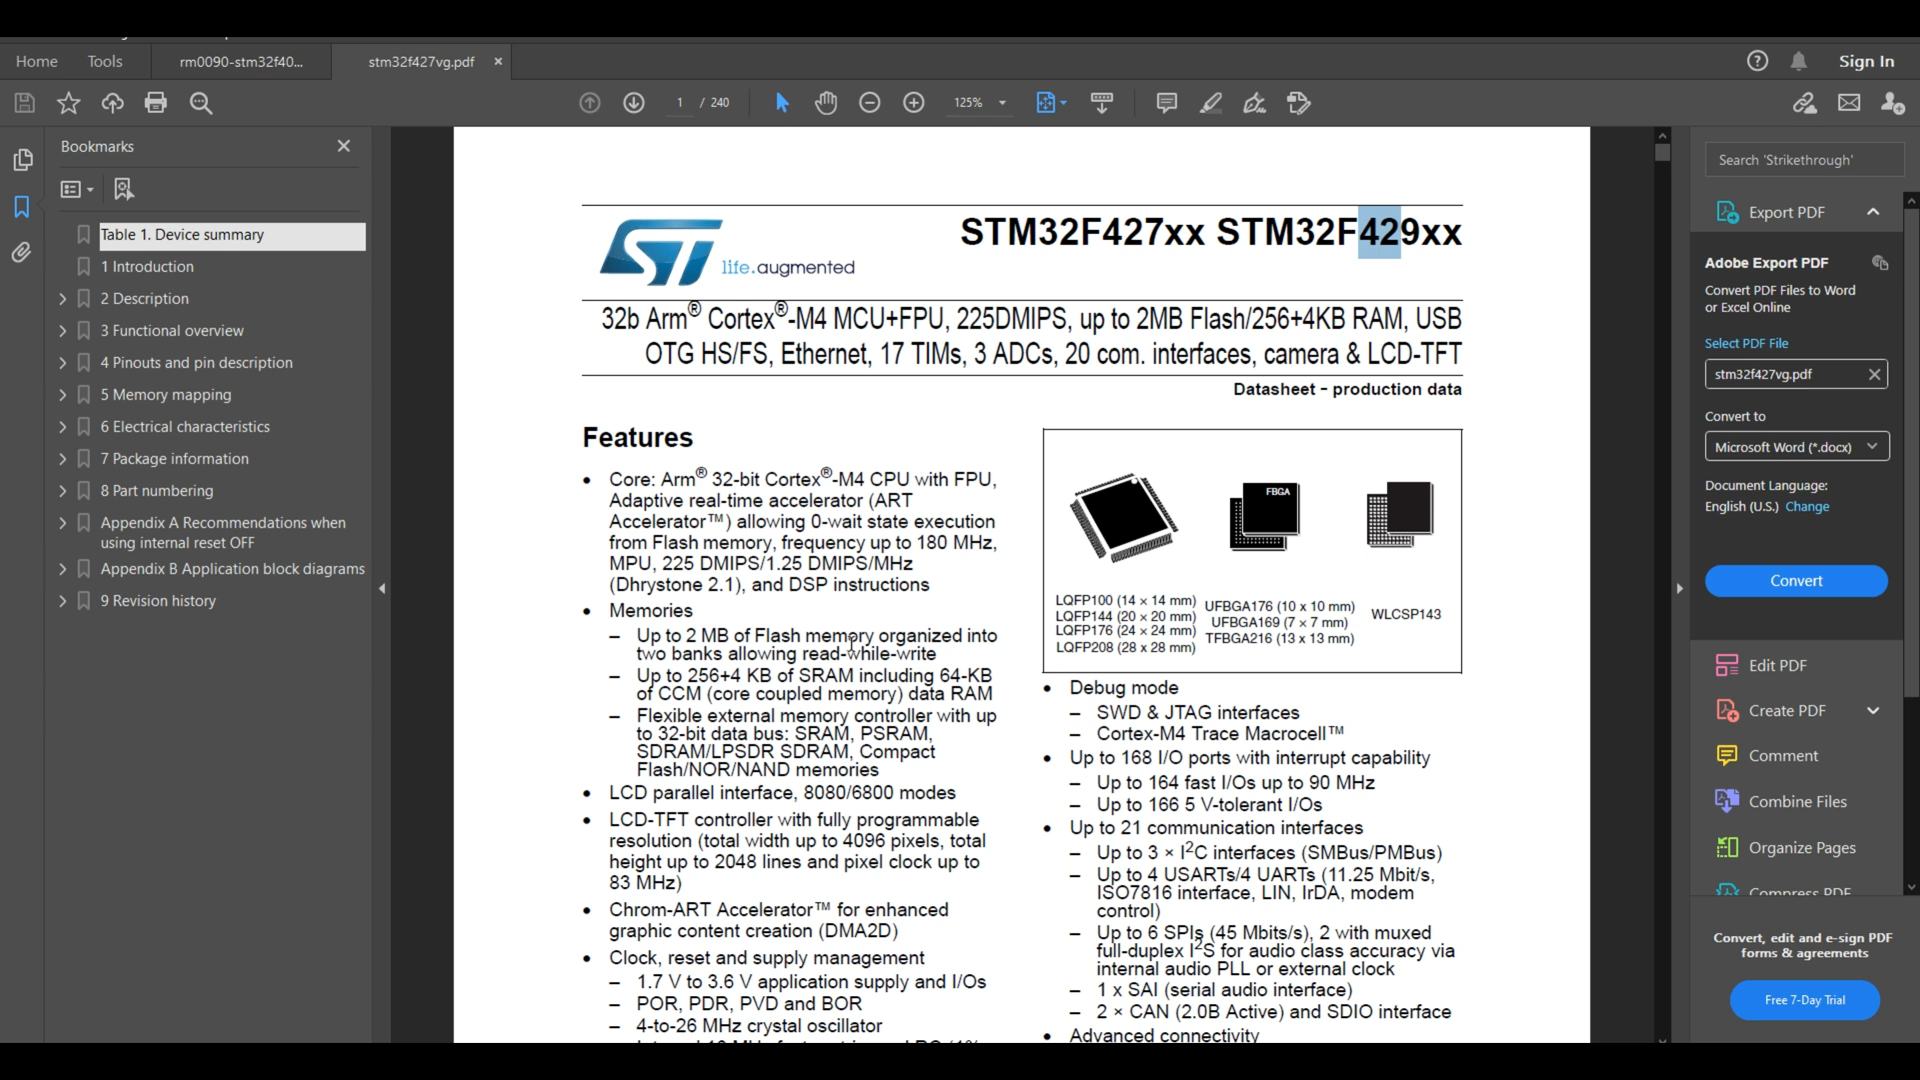 Home
Tools
rm0090-stm32f40...
stm32f427vg.pdf
Sign In
1 / 240
125%
Bookmarks
Table 1. Device summary
1 Introduction
2 Description
3 Functional overview
4 Pinouts and pin description
5 Memory mapping
6 Electrical characteristics
7 Package information
8 Part numbering
Appendix A Recommendations when
using internal reset OFF
Appendix B Application block diagrams
9 Revision history
ST
life.augmented
STM32F427xx STM32F429xx
32b Arm® Cortex®-M4 MCU+FPU, 225DMIPS, up to 2MB Flash/256+4KB RAM, USB
OTG HS/FS, Ethernet, 17 TIMs, 3 ADCs, 20 com. interfaces, camera & LCD-TFT
Datasheet - production data
Features
• Core: Arm® 32-bit Cortex®-M4 CPU with FPU,
Adaptive real-time accelerator (ART
Accelerator™) allowing 0-wait state execution
from Flash memory, frequency up to 180 MHz,
MPU, 225 DMIPS/1.25 DMIPS/MHz
(Dhrystone 2.1), and DSP instructions
• Memories
– Up to 2 MB of Flash memory organized into
two banks allowing read-while-write
– Up to 256+4 KB of SRAM including 64-KB
of CCM (core coupled memory) data RAM
– Flexible external memory controller with up
to 32-bit data bus: SRAM, PSRAM,
SDRAM/LPSDR SDRAM, Compact
Flash/NOR/NAND memories
• LCD parallel interface, 8080/6800 modes
• LCD-TFT controller with fully programmable
resolution (total width up to 4096 pixels, total
height up to 2048 lines and pixel clock up to
83 MHz)
• Chrom-ART Accelerator™ for enhanced
graphic content creation (DMA2D)
• Clock, reset and supply management
– 1.7 V to 3.6 V application supply and I/Os
– POR, PDR, PVD and BOR
– 4-to-26 MHz crystal oscillator
FBGA
LQFP100 (14 × 14 mm)
LQFP144 (20 × 20 mm)
LQFP176 (24 × 24 mm)
LQFP208 (28 x 28 mm)
UFBGA176 (10 x 10 mm)
UFBGA169 (7 × 7 mm)
TFBGA216 (13 x 13 mm)
WLCSP143
• Debug mode
– SWD & JTAG interfaces
– Cortex-M4 Trace Macrocell™
• Up to 168 I/O ports with interrupt capability
– Up to 164 fast I/Os up to 90 MHz
– Up to 166 5 V-tolerant I/Os
• Up to 21 communication interfaces
– Up to 3 × I²C interfaces (SMBus/PMBus)
– Up to 4 USARTs/4 UARTs (11.25 Mbit/s,
ISO7816 interface, LIN, IrDA, modem
control)
– Up to 6 SPIs (45 Mbits/s), 2 with muxed
full-duplex I²S for audio class accuracy via
internal audio PLL or external clock
– 1 x SAI (serial audio interface)
– 2 × CAN (2.0B Active) and SDIO interface
• Advanced connectivity
Search 'Strikethrough'
Export PDF
Adobe Export PDF
Convert PDF Files to Word
or Excel Online
Select PDF File
stm32f427vg.pdf
Convert to
Microsoft Word (*.docx)
Document Language:
English (U.S.) Change
Convert
Edit PDF
Create PDF
Comment
Combine Files
Organize Pages
Compress PDF
Convert, edit and e-sign PDF
forms & agreements
Free 7-Day Trial